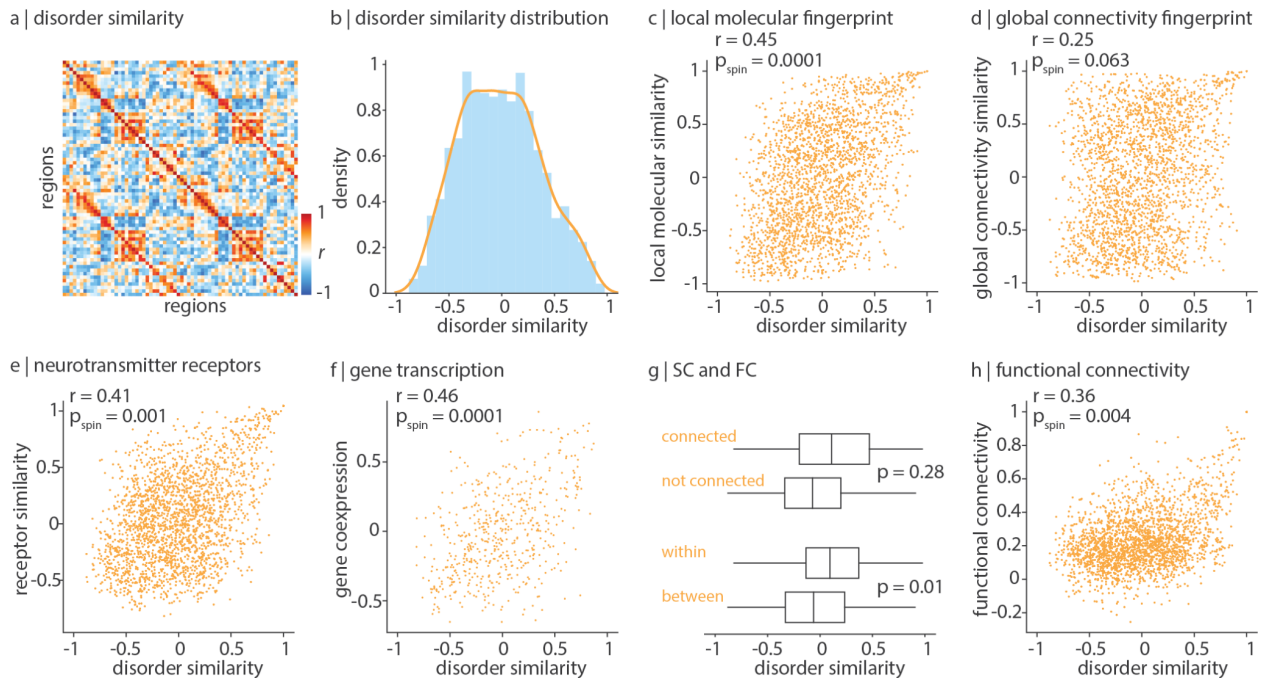 a | disorder similarity
regions
regions
1
r
-1
b | disorder similarity distribution
1
0.8
0.6
0.4
0.2
0
density
-1 -0.5 0 0.5 1
disorder similarity
c | local molecular fingerprint
r = 0.45
pspin = 0.0001
1
0.5
0
-0.5
-1
local molecular similarity
-1 -0.5 0 0.5 1
disorder similarity
d | global connectivity fingerprint
r = 0.25
pspin = 0.063
1
0.5
0
-0.5
-1
global connectivity similarity
-1 -0.5 0 0.5 1
disorder similarity
e | neurotransmitter receptors
r = 0.41
pspin = 0.001
1
0.5
0
-0.5
receptor similarity
-1 -0.5 0 0.5 1
disorder similarity
f | gene transcription
r = 0.46
pspin = 0.0001
0.5
0
-0.5
gene coexpression
-1 -0.5 0 0.5 1
disorder similarity
g | SC and FC
connected
not connected
p = 0.28
within
between
p = 0.01
-1 -0.5 0 0.5 1
disorder similarity
h | functional connectivity
r = 0.36
pspin = 0.004
1
0.8
0.6
0.4
0.2
0
-0.2
functional connectivity
-1 -0.5 0 0.5 1
disorder similarity